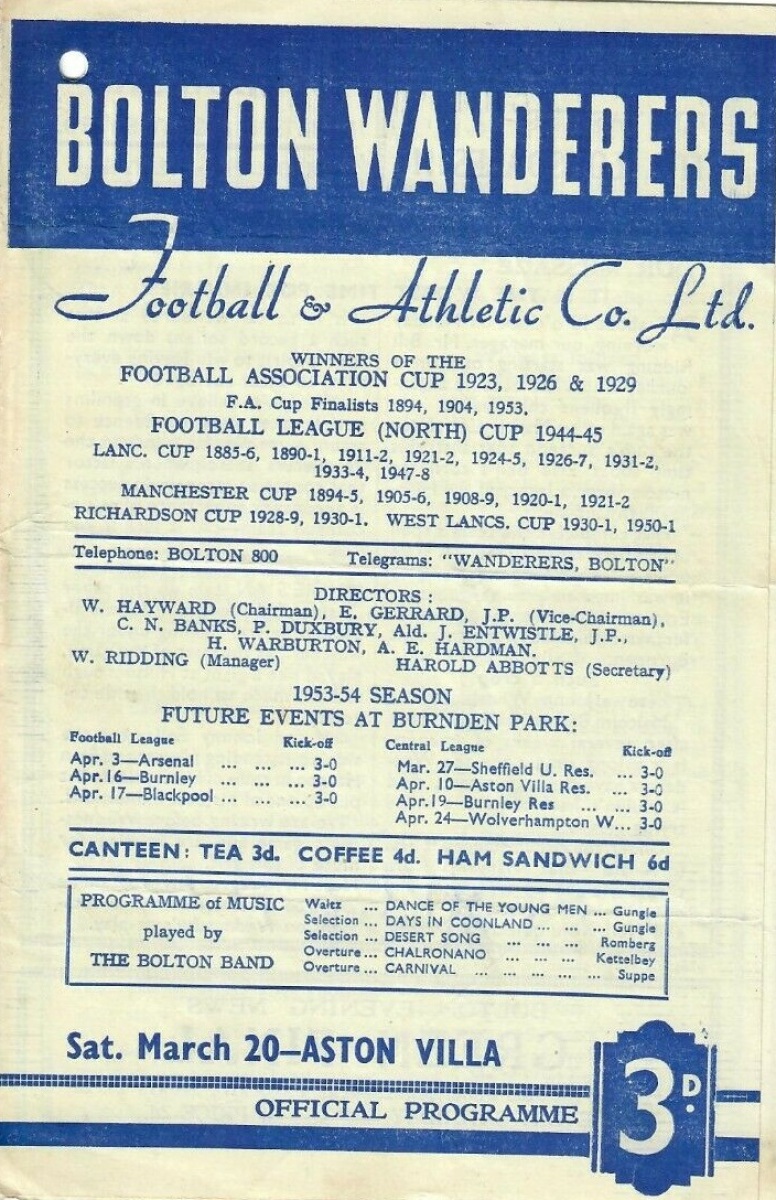 BOLTON WANDERERS
Football & Athletic Co. Ltd.
WINNERS OF THE
FOOTBALL ASSOCIATION CUP 1923, 1926 & 1929
F.A. Cup Finalists 1894, 1904, 1953.
FOOTBALL LEAGUE (NORTH) CUP 1944-45
LANC. CUP 1885-6, 1890-1, 1911-2, 1921-2, 1924-5, 1926-7, 1931-2,
1933-4, 1947-8
MANCHESTER CUP 1894-5, 1905-6, 1908-9, 1920-1, 1921-2
RICHARDSON CUP 1928-9, 1930-1. WEST LANCS. CUP 1930-1, 1950-1
Telephone: BOLTON 800 Telegrams: "WANDERERS, BOLTON"
DIRECTORS :
W. HAYWARD (Chairman), E. GERRARD, J.P. (Vice-Chairman),
C. N. BANKS, P. DUXBURY, Ald. J. ENTWISTLE, J.P.,
H. WARBURTON, A. E. HARDMAN.
W. RIDDING (Manager) HAROLD ABBOTTS (Secretary)
1953-54 SEASON
FUTURE EVENTS AT BURNDEN PARK:
Football League Kick-off
Apr. 3—Arsenal ... ... ... 3-0
Apr. 16—Burnley ... ... ... 3-0
Apr. 17—Blackpool ... ... ... 3-0
Central League Kick-off
Mar. 27—Sheffield U. Res. ... 3-0
Apr. 10—Aston Villa Res. ... 3-0
Apr. 19—Burnley Res ... ... 3-0
Apr. 24—Wolverhampton W... 3-0
CANTEEN: TEA 3d. COFFEE 4d. HAM SANDWICH 6d
PROGRAMME of MUSIC
played by
THE BOLTON BAND
Waltz ... DANCE OF THE YOUNG MEN ... Gungle
Selection ... DAYS IN COONLAND ... ... ... Gungle
Selection ... DESERT SONG ... ... ... Romberg
Overture ... CHALRONANO ... ... ... Kettelbey
Overture ... CARNIVAL ... ... ... ... ... Suppe
Sat. March 20—ASTON VILLA
OFFICIAL PROGRAMME
3D.